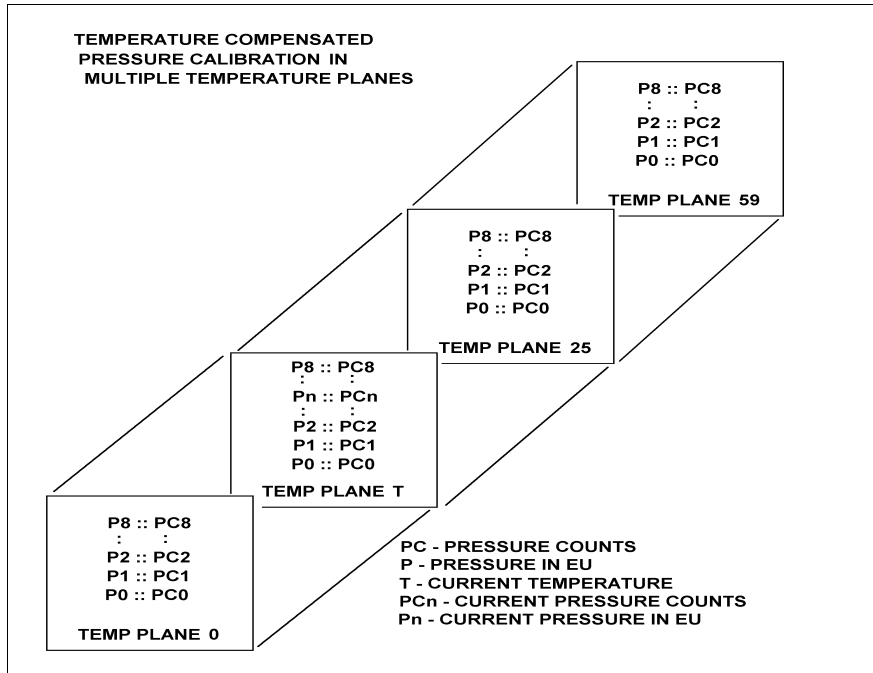 TEMPERATURE COMPENSATED
PRESSURE CALIBRATION IN
MULTIPLE TEMPERATURE PLANES
P8 :: PC8
: :
P2 :: PC2
P1 :: PC1
P0 :: PC0
TEMP PLANE 59
P8 :: PC8
: :
P2 :: PC2
P1 :: PC1
P0 :: PC0
TEMP PLANE 25
P8 :: PC8
: :
Pn :: PCn
: :
P2 :: PC2
P1 :: PC1
P0 :: PC0
TEMP PLANE T
P8 :: PC8
: :
P2 :: PC2
P1 :: PC1
P0 :: PC0
TEMP PLANE 0
PC - PRESSURE COUNTS
P - PRESSURE IN EU
T - CURRENT TEMPERATURE
PCn - CURRENT PRESSURE COUNTS
Pn - CURRENT PRESSURE IN EU